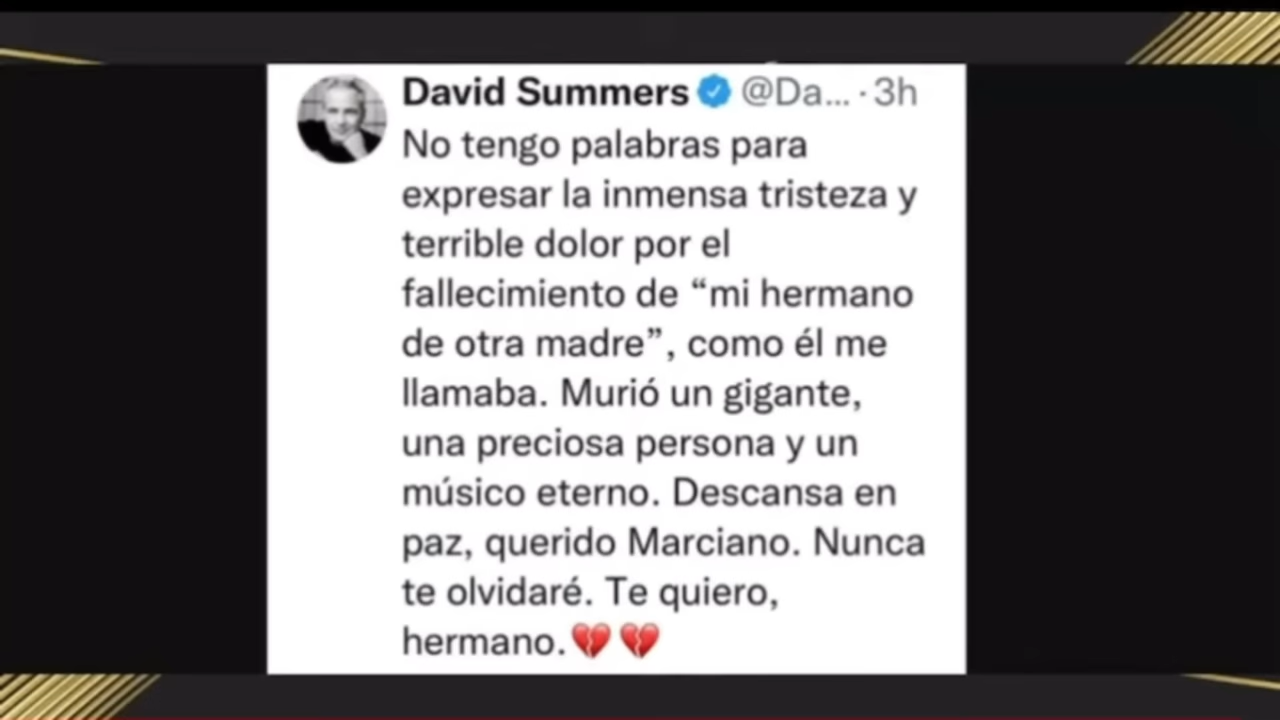 David Summers @Da... · 3h
No tengo palabras para
expresar la inmensa tristeza y
terrible dolor por el
fallecimiento de “mi hermano
de otra madre”, como él me
llamaba. Murió un gigante,
una preciosa persona y un
músico eterno. Descansa en
paz, querido Marciano. Nunca
te olvidaré. Te quiero,
hermano.💔💔